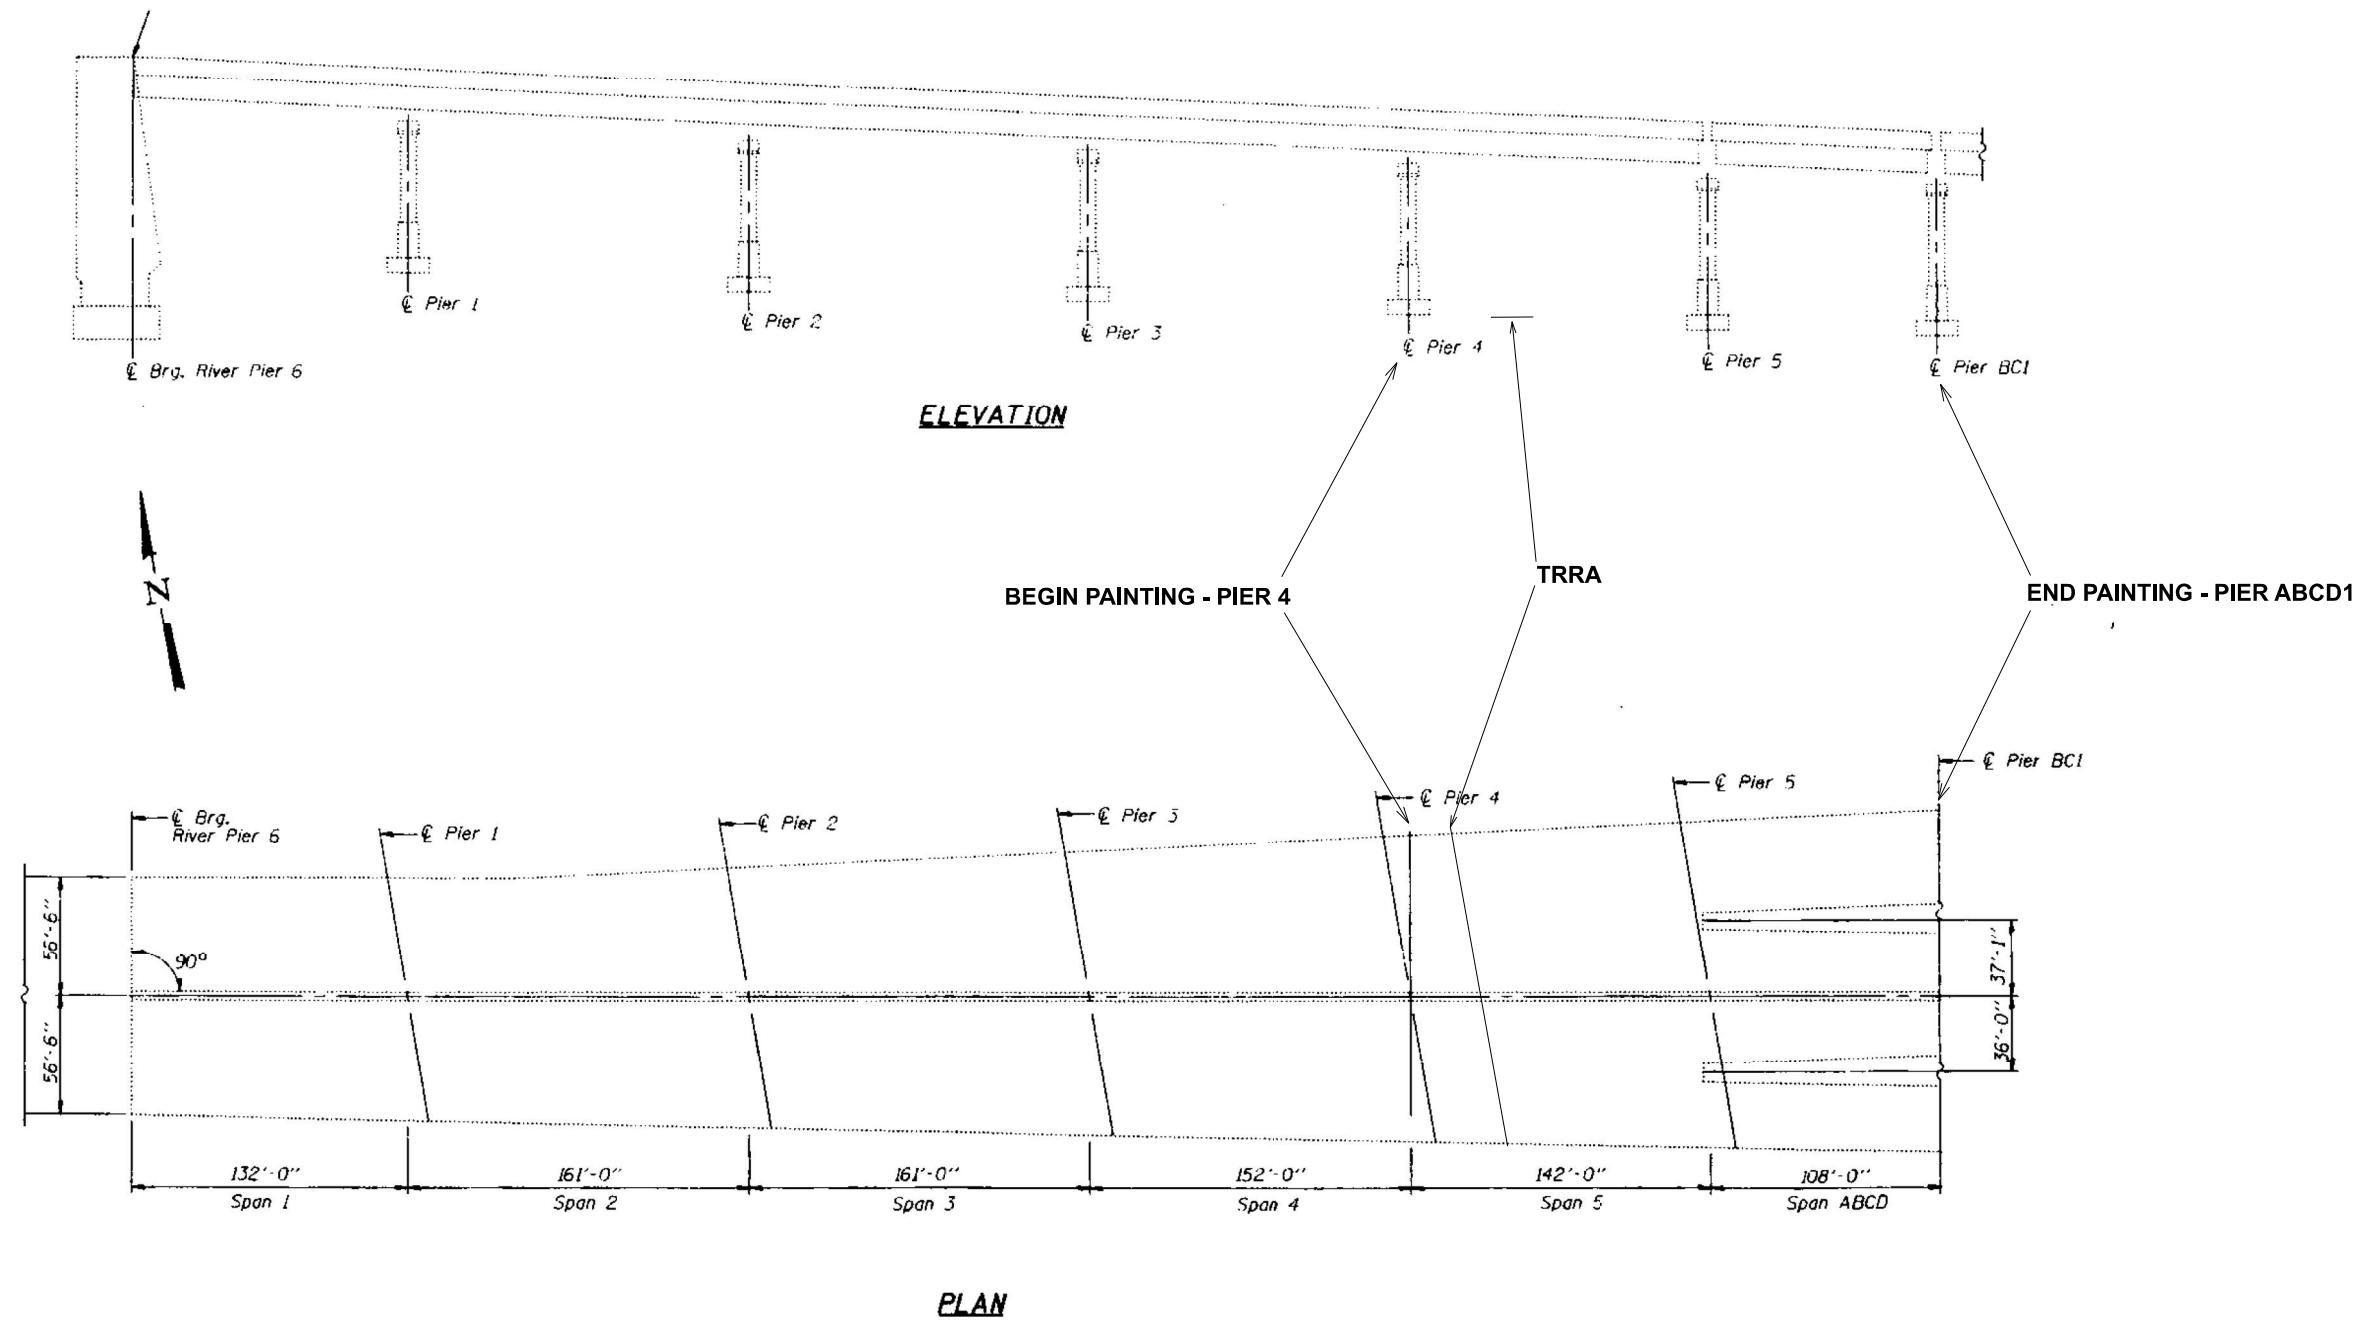 ℄ Pier 1
℄ Pier 2
℄ Pier 3
℄ Pier 4
℄ Pier 5
℄ Pier BC1
℄ Brg. River Pier 6
ELEVATION
N
BEGIN PAINTING - PIER 4
TRRA
END PAINTING - PIER ABCD1
℄ Brg.
River Pier 6
℄ Pier 1
℄ Pier 2
℄ Pier 3
℄ Pier 4
℄ Pier 5
℄ Pier BC1
56'-6"
56'-6"
90°
37'-1"
36'-0"
132'-0"
161'-0"
161'-0"
152'-0"
142'-0"
108'-0"
Span 1
Span 2
Span 3
Span 4
Span 5
Span ABCD
PLAN